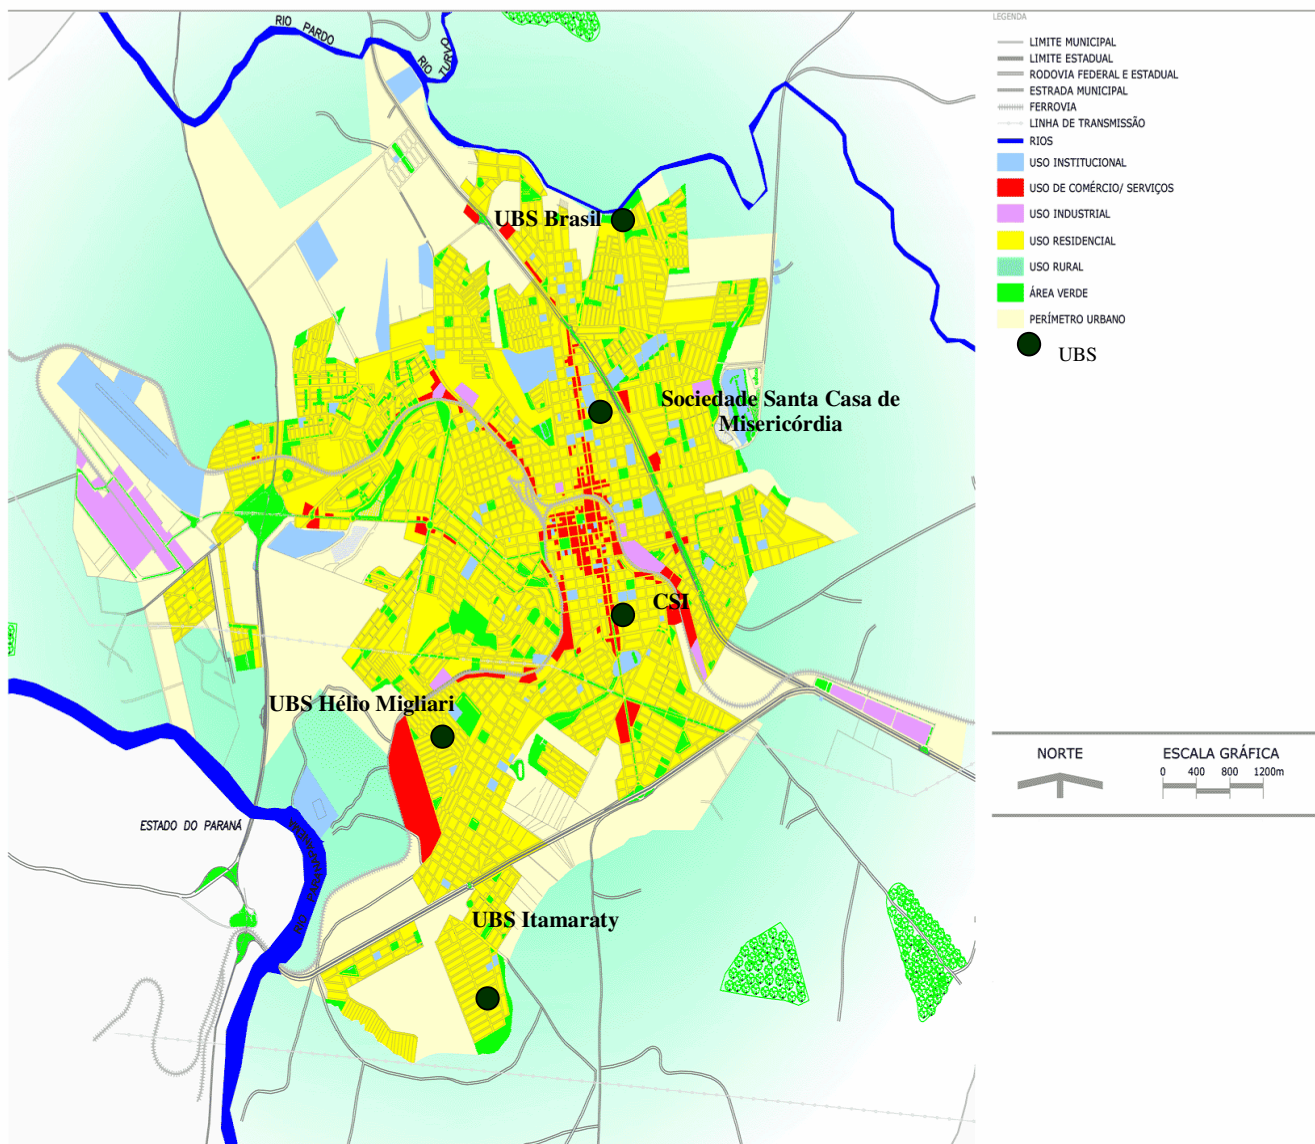 LEGENDA
LIMITE MUNICIPAL
LIMITE ESTADUAL
RODOVIA FEDERAL E ESTADUAL
ESTRADA MUNICIPAL
FERROVIA
LINHA DE TRANSMISSÃO
RIOS
USO INSTITUCIONAL
USO DE COMÉRCIO/ SERVIÇOS
USO INDUSTRIAL
USO RESIDENCIAL
USO RURAL
ÁREA VERDE
PERÍMETRO URBANO
UBS
RIO PARDO
RIO TURVO
UBS Brasil
Sociedade Santa Casa de
Misericórdia
CSI
UBS Hélio Migliari
ESTADO DO PARANÁ
RIO PARANAPANEMA
UBS Itamaraty
NORTE
ESCALA GRÁFICA
0 400 800 1200m